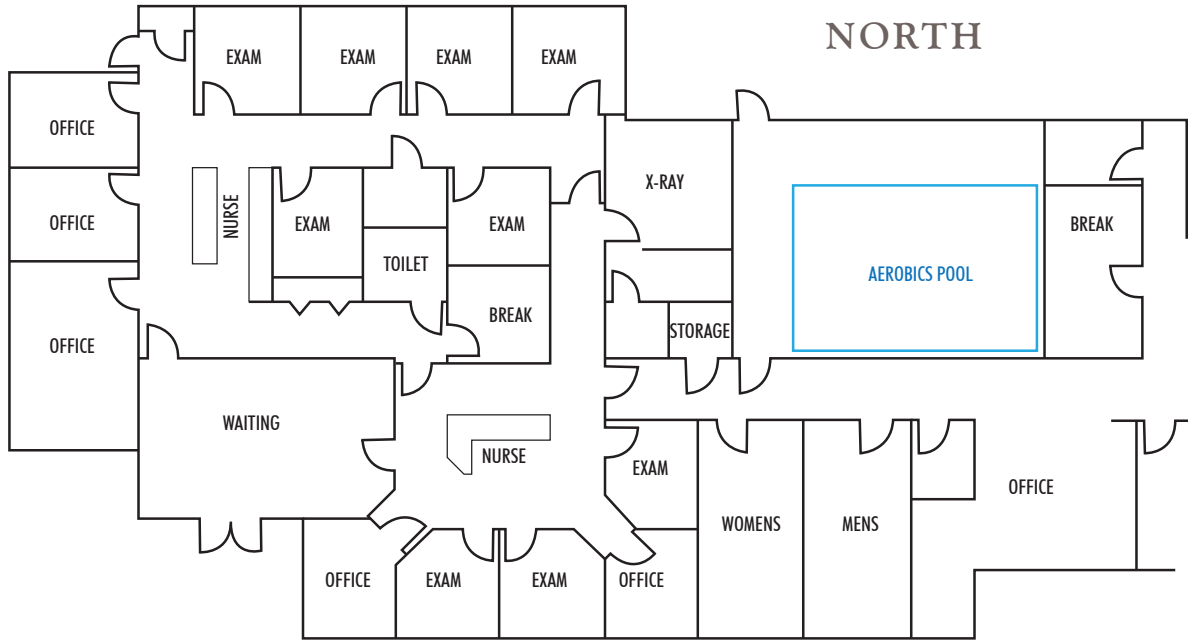 NORTH
EXAM
EXAM
EXAM
EXAM
OFFICE
X-RAY
OFFICE
NURSE
EXAM
EXAM
BREAK
TOILET
AEROBICS POOL
BREAK
STORAGE
OFFICE
WAITING
NURSE
EXAM
OFFICE
WOMENS
MENS
OFFICE
EXAM
EXAM
OFFICE